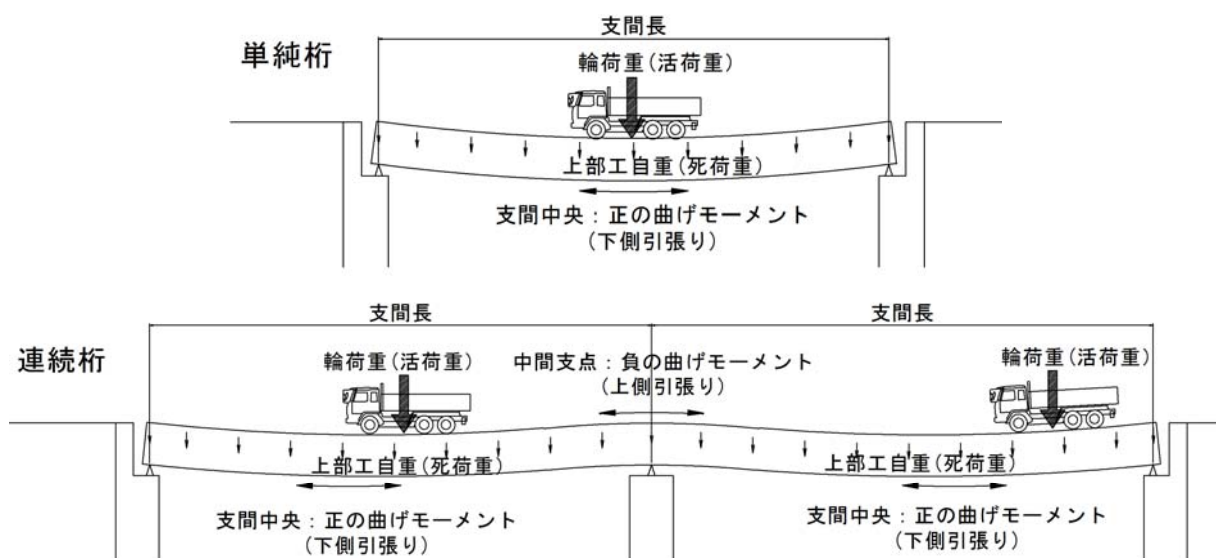 支間長
単純桁
輪荷重(活荷重)
上部工自重(死荷重)
支間中央：正の曲げモーメント
(下側引張り)
支間長
支間長
連続桁
輪荷重(活荷重)
中間支点：負の曲げモーメント
(上側引張り)
輪荷重(活荷重)
上部工自重(死荷重)
上部工自重(死荷重)
支間中央：正の曲げモーメント
(下側引張り)
支間中央：正の曲げモーメント
(下側引張り)